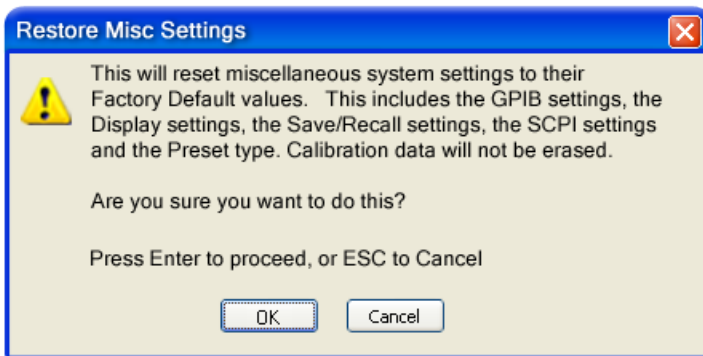 Restore Misc Settings
This will reset miscellaneous system settings to their
Factory Default values.   This includes the GPIB settings, the
Display settings, the Save/Recall settings, the SCPI settings
and the Preset type. Calibration data will not be erased.
Are you sure you want to do this?
Press Enter to proceed, or ESC to Cancel
OK
Cancel